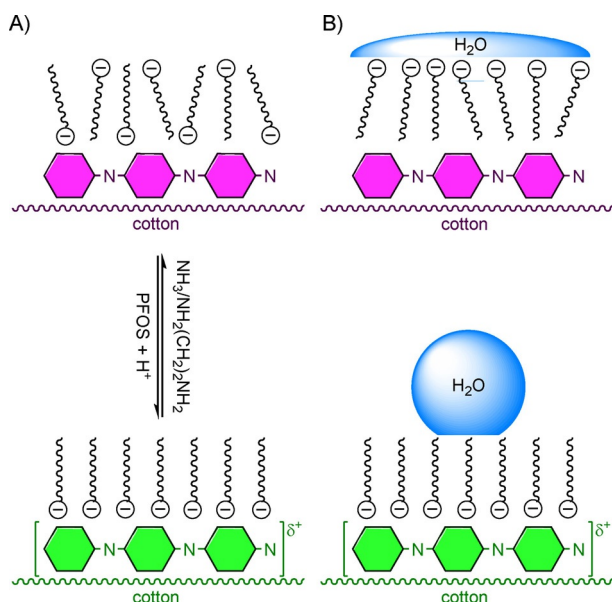 A)
B)
H₂O
N N N
N N N
cotton
cotton
NH₃/NH₂(CH₂)₂NH₂
PFOS + H⁺
H₂O
N N N δ⁺
N N N δ⁺
cotton
cotton